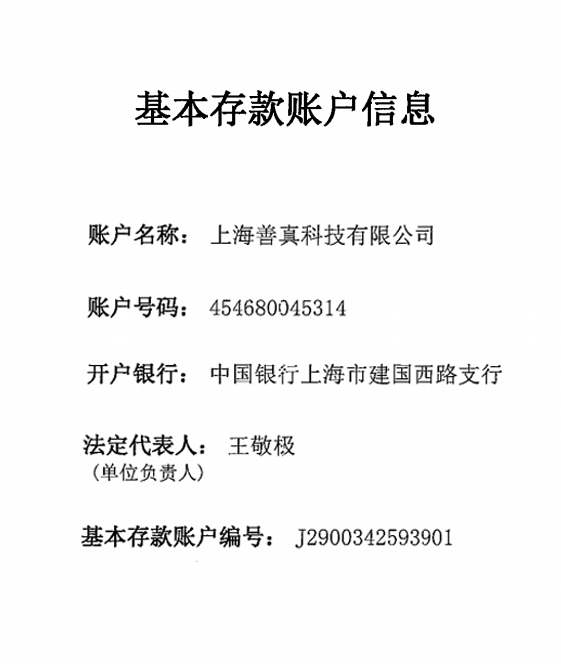 基本存款账户信息
账户名称： 上海善真科技有限公司
账户号码： 454680045314
开户银行： 中国银行上海市建国西路支行
法定代表人： 王敬极
(单位负责人)
基本存款账户编号： J2900342593901